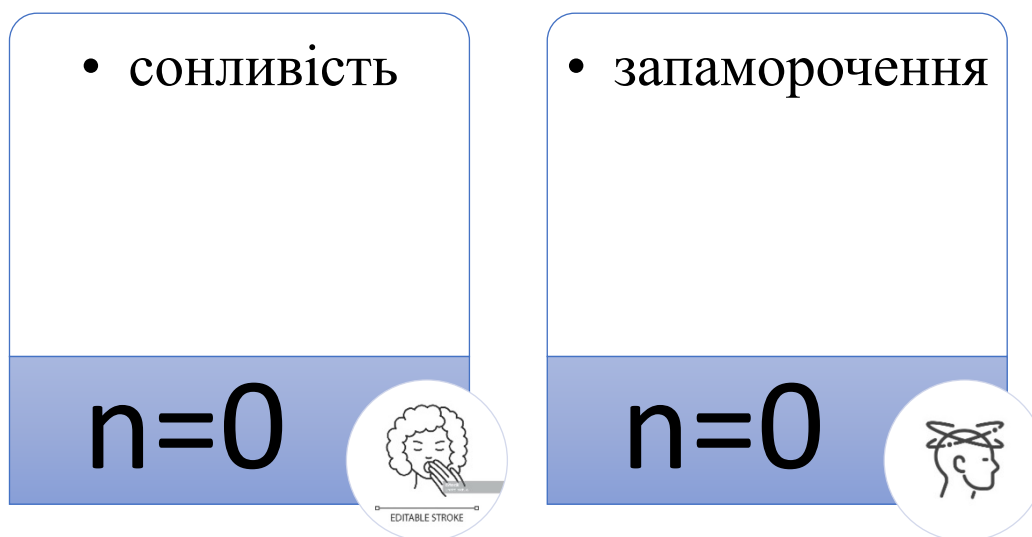 • сонливість
• запаморочення
n=0
n=0
EDITABLE STROKE